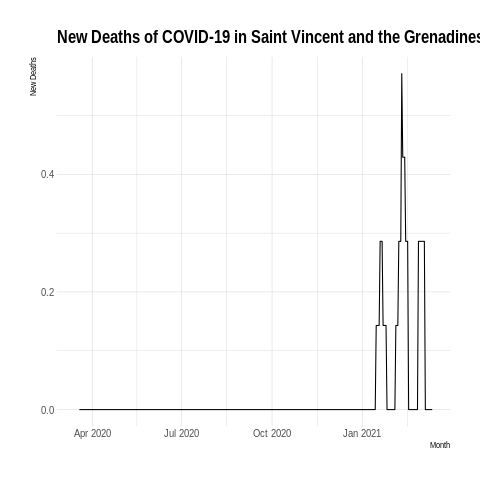 New Deaths of COVID-19 in Saint Vincent and the Grenadines
New Deaths
0.4
0.2
0.0
Apr 2020 Jul 2020 Oct 2020 Jan 2021
Month